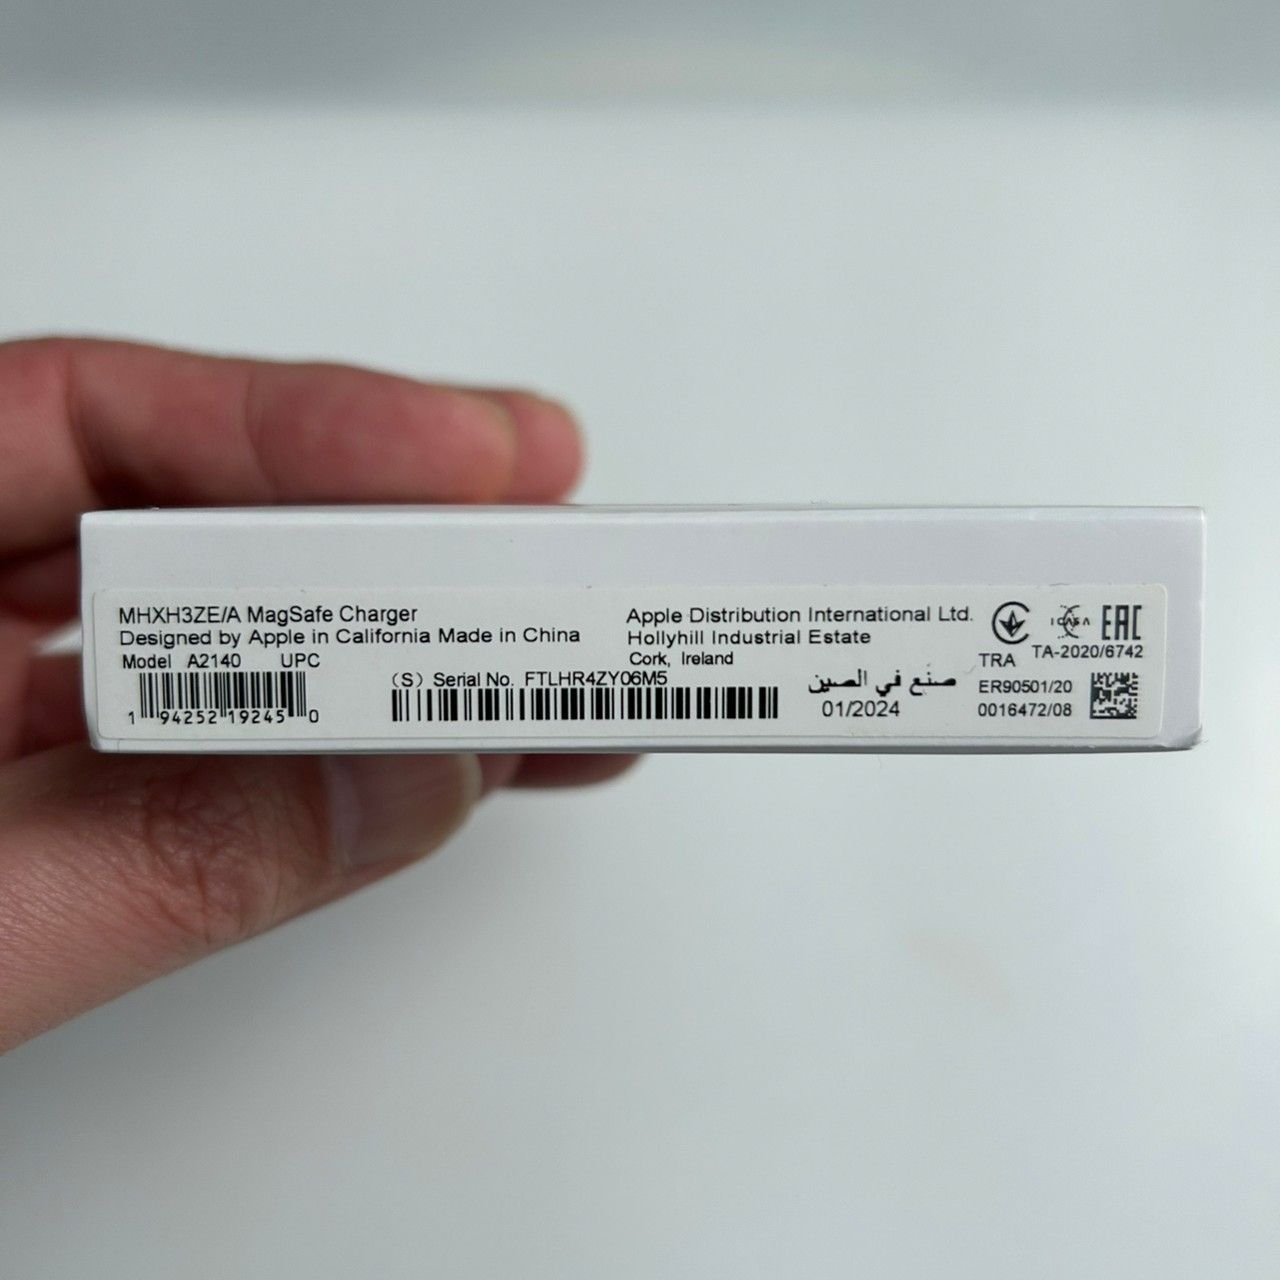 MHXH3ZE/A MagSafe Charger
Designed by Apple in California Made in China
Model A2140 UPC
1 94252 19245 0
(S) Serial No. FTLHR4ZY06M5
Apple Distribution International Ltd.
Hollyhill Industrial Estate
Cork, Ireland
صنع في الصين
01/2024
ICASA
EAC
TRA
TA-2020/6742
ER90501/20
0016472/08